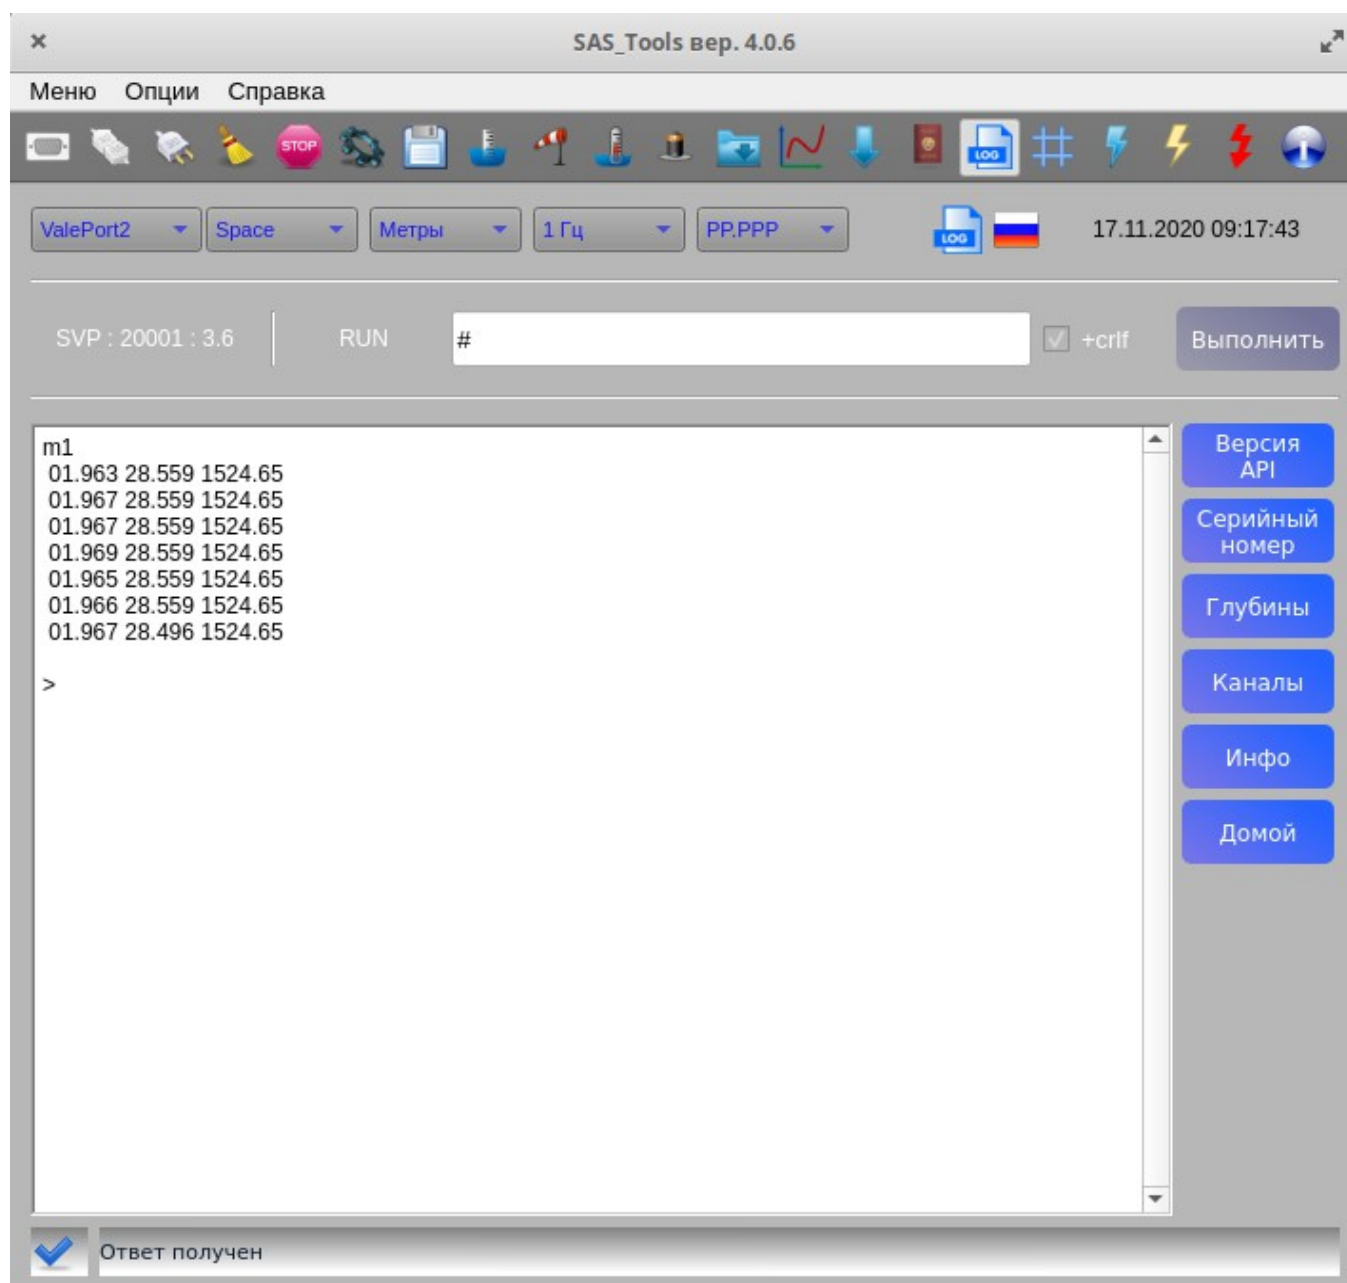 SAS_Tools вер. 4.0.6
Меню Опции Справка
STOP LOG
ValePort2 Space Метры 1 Гц PP.PPP LOG 17.11.2020 09:17:43
SVP : 20001 : 3.6 RUN # +crlf Выполнить
m1
01.963 28.559 1524.65
01.967 28.559 1524.65
01.967 28.559 1524.65
01.969 28.559 1524.65
01.965 28.559 1524.65
01.966 28.559 1524.65
01.967 28.496 1524.65
>
Версия
API
Серийный
номер
Глубины
Каналы
Инфо
Домой
Ответ получен